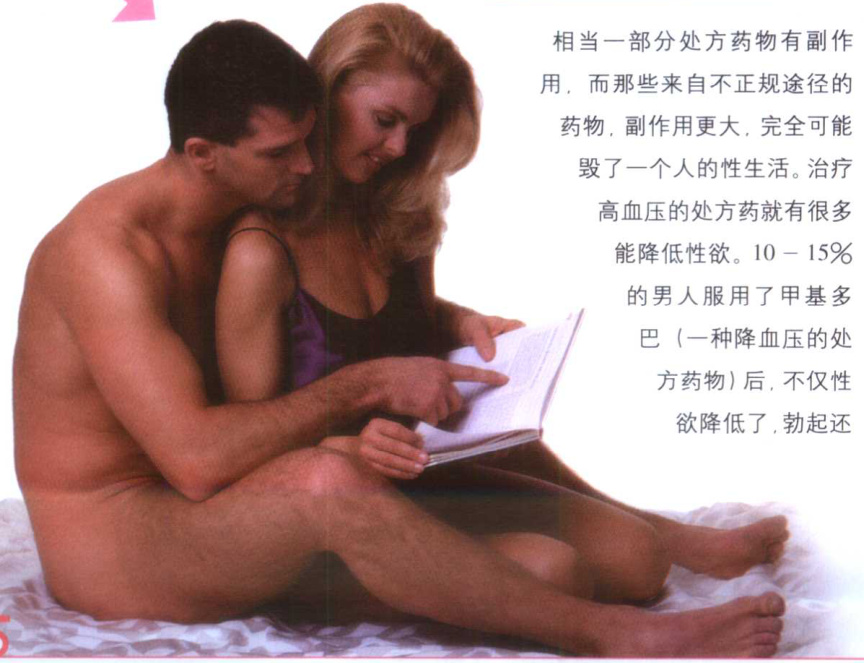 相当一部分处方药物有副作
用，而那些来自不正规途径的
药物，副作用更大，完全可能
毁了一个人的性生活。治疗
高血压的处方药就有很多
能降低性欲。10－15%
的男人服用了甲基多
巴（一种降血压的处
方药物）后，不仅性
欲降低了，勃起还